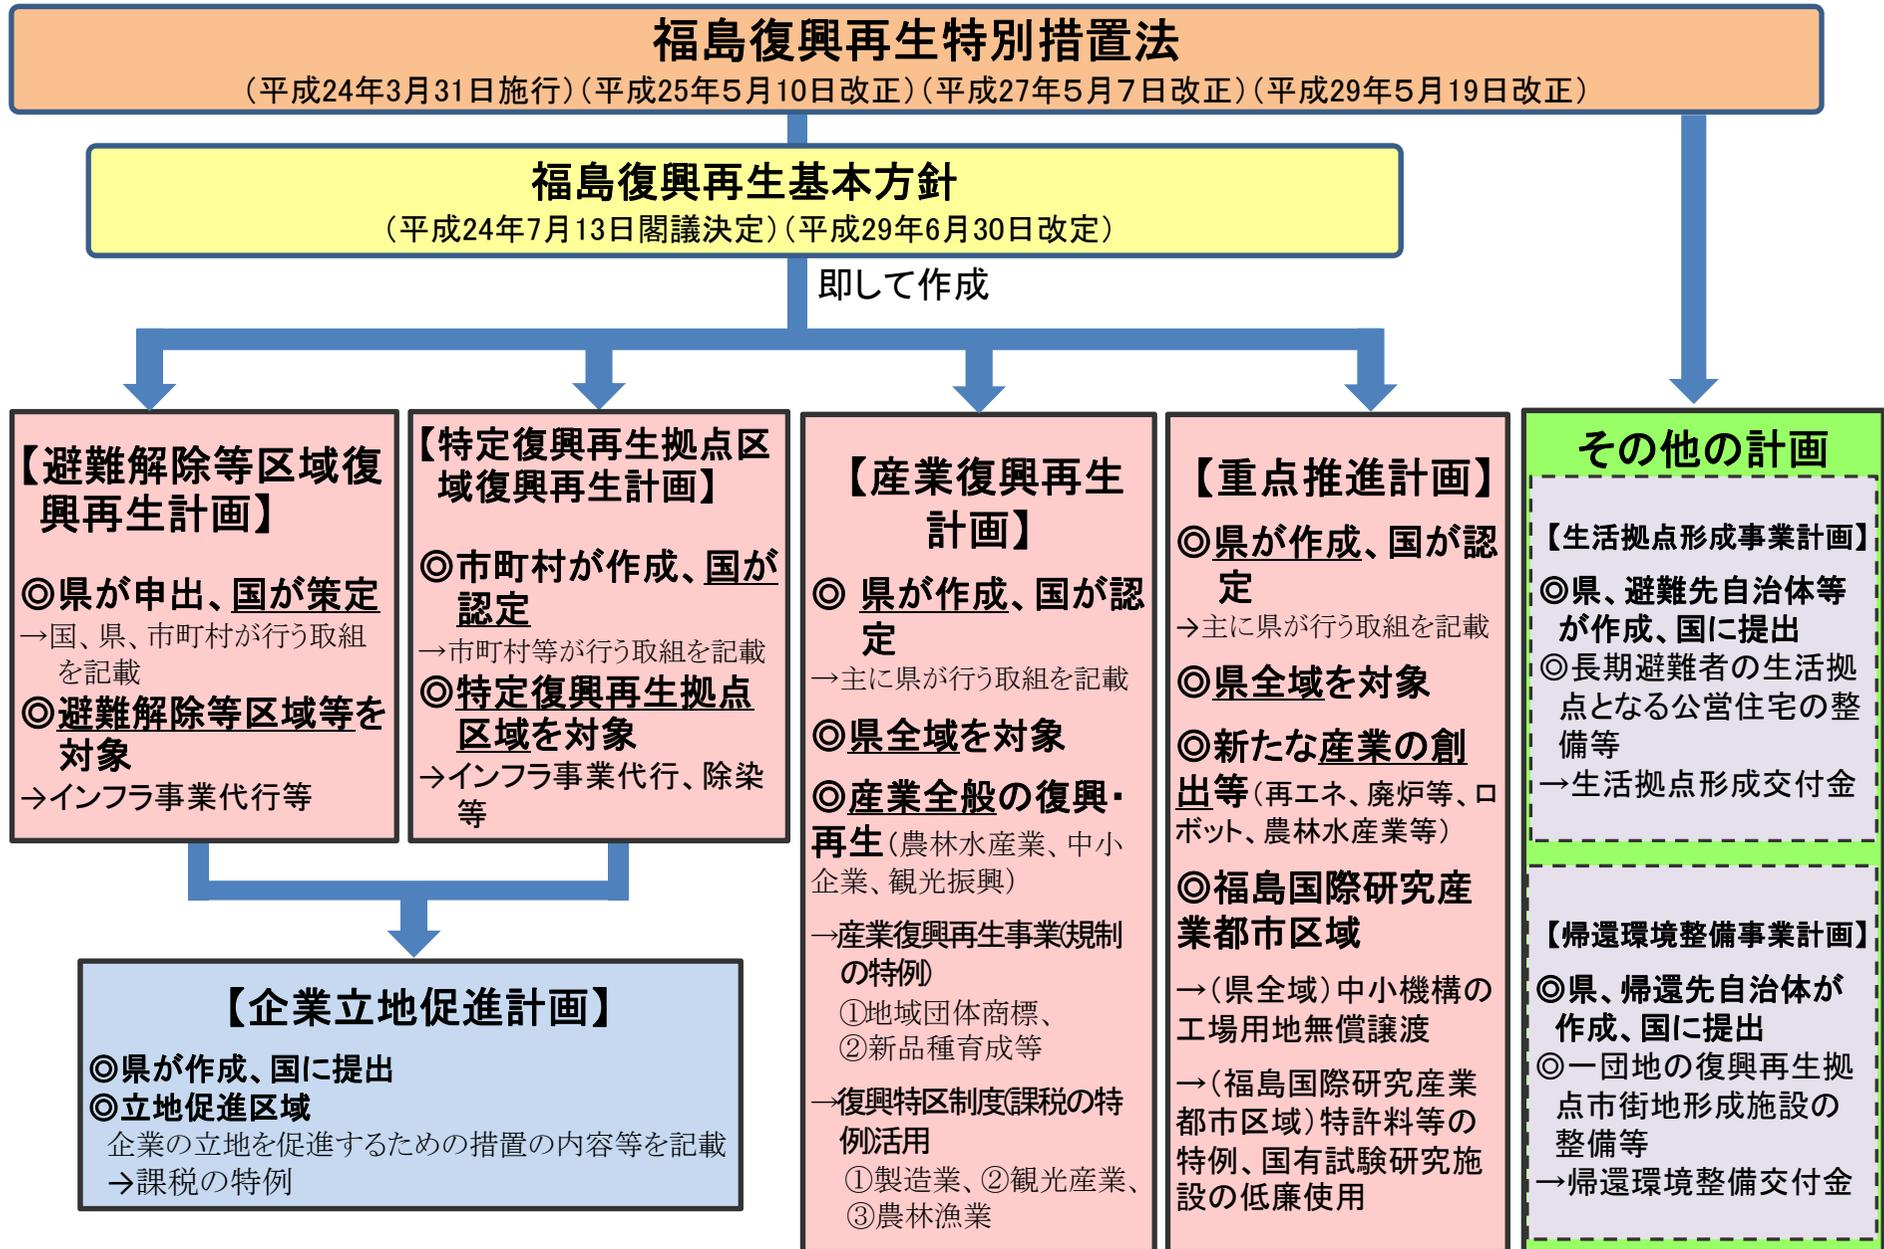 福島復興再生特別措置法
(平成24年3月31日施行)(平成25年5月10日改正)(平成27年5月7日改正)(平成29年5月19日改正)
福島復興再生基本方針
(平成24年7月13日閣議決定)(平成29年6月30日改定)
即して作成
【避難解除等区域復
興再生計画】
◎県が申出、国が策定
→国、県、市町村が行う取組
を記載
◎避難解除等区域等を
対象
→インフラ事業代行等
【特定復興再生拠点区
域復興再生計画】
◎市町村が作成、国が
認定
→市町村等が行う取組を記載
◎特定復興再生拠点
区域を対象
→インフラ事業代行、除染
等
【企業立地促進計画】
◎県が作成、国に提出
◎立地促進区域
企業の立地を促進するための措置の内容等を記載
→課税の特例
【産業復興再生
計画】
◎ 県が作成、国が認
定
→主に県が行う取組を記載
◎県全域を対象
◎産業全般の復興・
再生(農林水産業、中小
企業、観光振興)
→産業復興再生事業(規制
の特例)
①地域団体商標、
②新品種育成等
→復興特区制度(課税の特
例)活用
①製造業、②観光産業、
③農林漁業
【重点推進計画】
◎県が作成、国が認
定
→主に県が行う取組を記載
◎県全域を対象
◎新たな産業の創
出等(再エネ、廃炉等、ロ
ボット、農林水産業等)
◎福島国際研究産
業都市区域
→(県全域)中小機構の
工場用地無償譲渡
→(福島国際研究産業
都市区域)特許料等の
特例、国有試験研究施
設の低廉使用
その他の計画
【生活拠点形成事業計画】
◎県、避難先自治体等
が作成、国に提出
◎長期避難者の生活拠
点となる公営住宅の整
備等
→生活拠点形成交付金
【帰還環境整備事業計画】
◎県、帰還先自治体が
作成、国に提出
◎一団地の復興再生拠
点市街地形成施設の
整備等
→帰還環境整備交付金